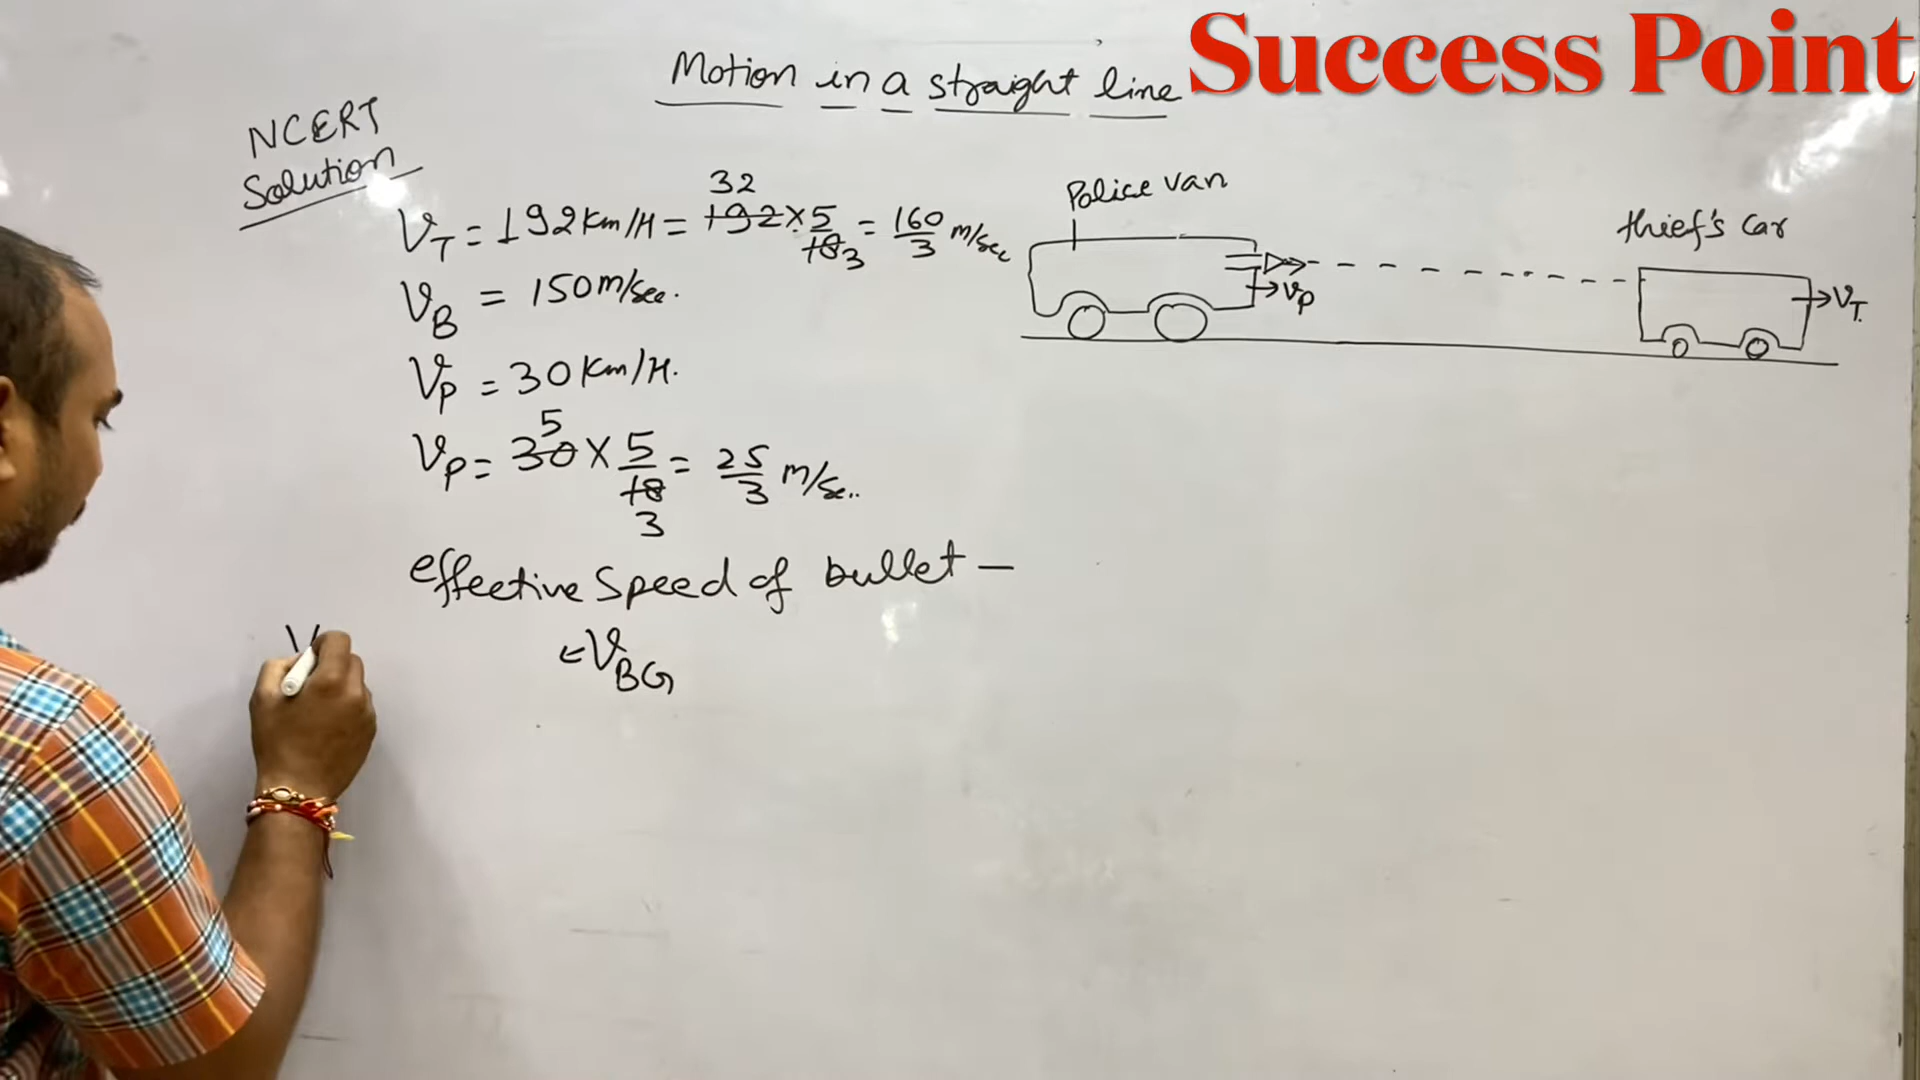 Success Point
Motion in a straight line
NCERT
Solution
V_T = 192 Km/H = 192 × 5/18 = 160/3 m/sec
32
3
V_B = 150 m/sec.
V_P = 30 Km/H.
V_P = 30 × 5/18 = 25/3 m/se..
5
3
effective Speed of bullet —
V_BG
V
Police van
V_P
thief's Car
V_T.